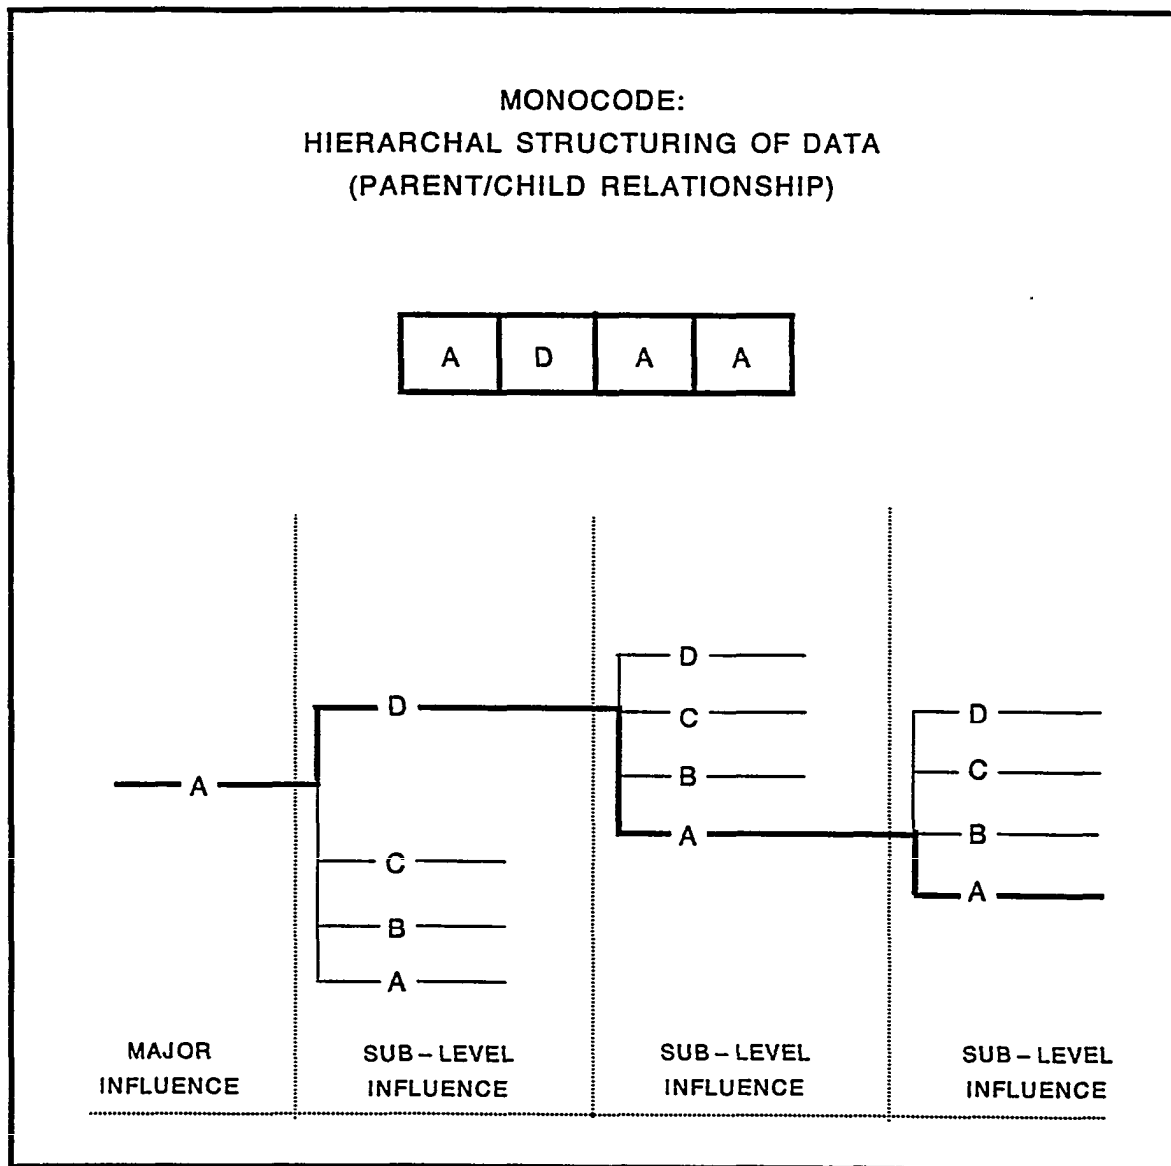 MONOCODE:
HIERARCHAL STRUCTURING OF DATA
(PARENT/CHILD RELATIONSHIP)
A D A A
D
C
B
A
D
C
B
A
A
D
C
B
A
MAJOR INFLUENCE
SUB-LEVEL INFLUENCE
SUB-LEVEL INFLUENCE
SUB-LEVEL INFLUENCE